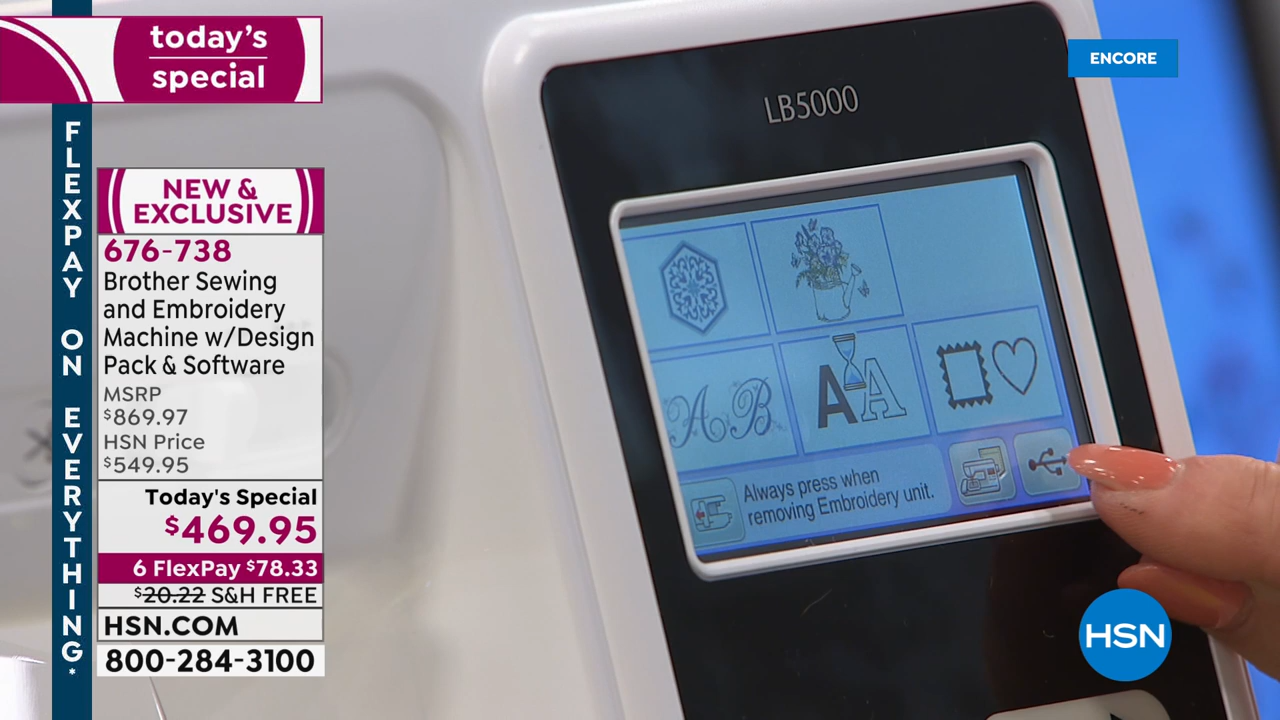 today's
special
ENCORE
FLEXPAY ON EVERYTHING*
NEW &
EXCLUSIVE
676-738
Brother Sewing
and Embroidery
Machine w/Design
Pack & Software
MSRP
$869.97
HSN Price
$549.95
Today's Special
$469.95
6 FlexPay $78.33
$20.22 S&H FREE
HSN.COM
800-284-3100
LB5000
AB
AA
Always press when
removing Embroidery unit.
HSN